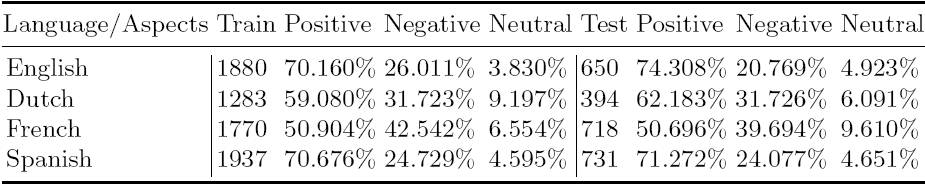 Language/Aspects Train Positive Negative Neutral Test Positive Negative Neutral
English 1880 70.160% 26.011% 3.830% 650 74.308% 20.769% 4.923%
Dutch 1283 59.080% 31.723% 9.197% 394 62.183% 31.726% 6.091%
French 1770 50.904% 42.542% 6.554% 718 50.696% 39.694% 9.610%
Spanish 1937 70.676% 24.729% 4.595% 731 71.272% 24.077% 4.651%